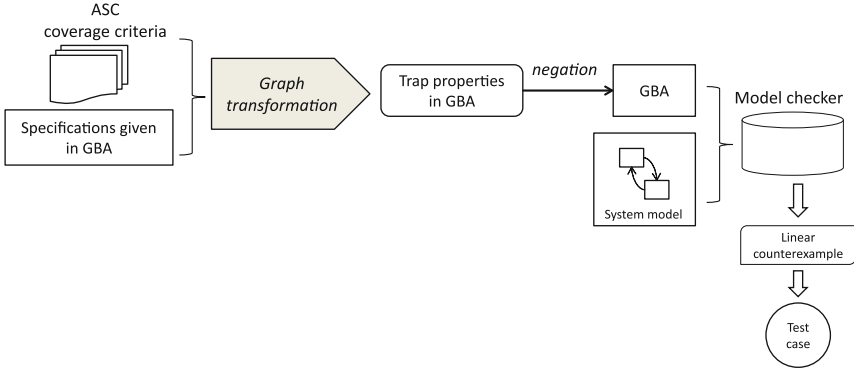 ASC
coverage criteria
Specifications given
in GBA
Graph
transformation
Trap properties
in GBA
negation
GBA
System model
Model checker
Linear
counterexample
Test
case